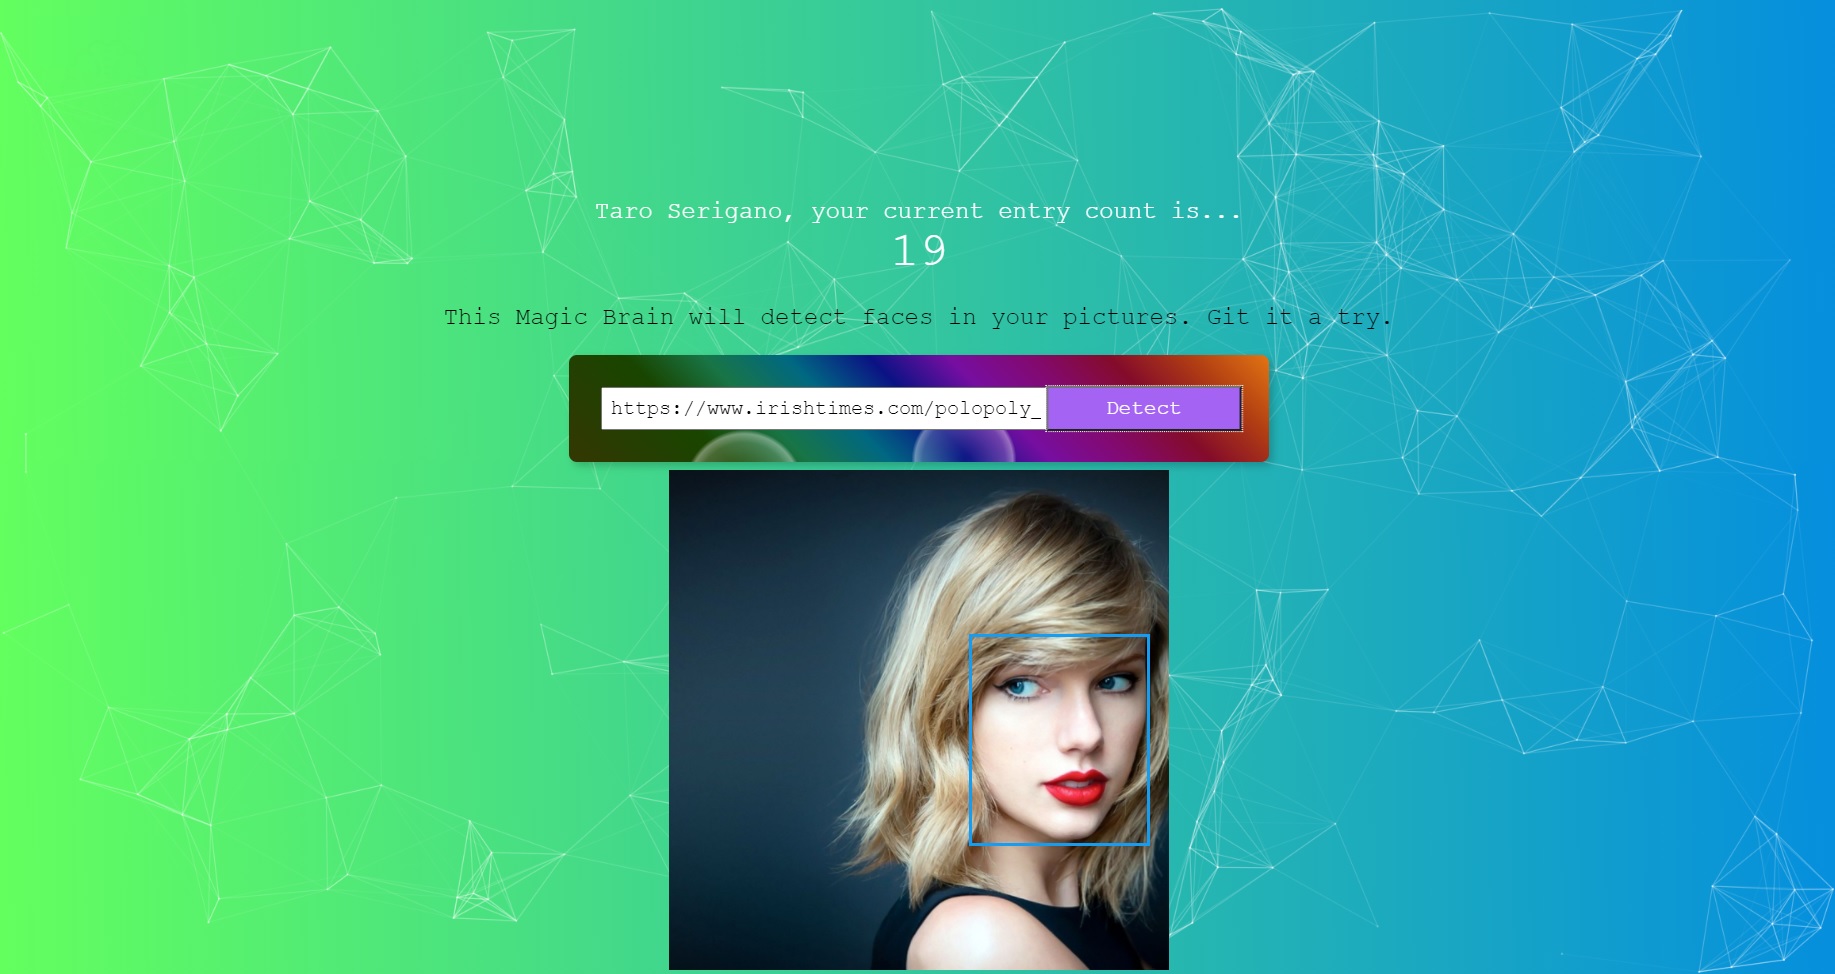 Taro Serigano, your current entry count is...
19
This Magic Brain will detect faces in your pictures. Git it a try.
https://www.irishtimes.com/polopoly_ Detect